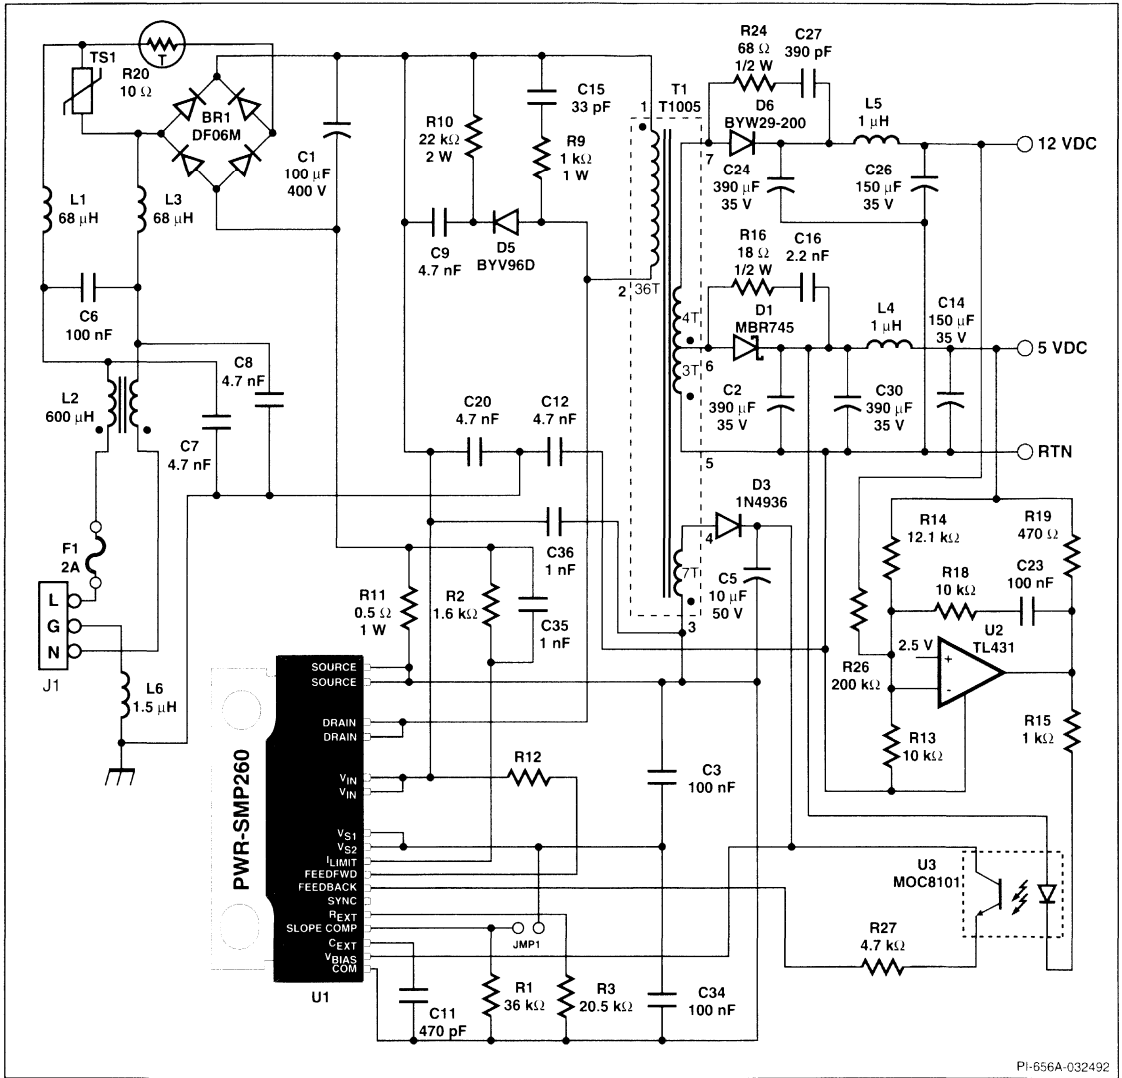 TS1
T
R20
10 Ω
BR1
DF06M
C1
100 μF
400 V
L1
68 μH
L3
68 μH
C6
100 nF
L2
600 μH
C8
4.7 nF
C7
4.7 nF
F1
2A
L
G
N
J1
L6
1.5 μH
R10
22 kΩ
2 W
C15
33 pF
R9
1 kΩ
1 W
C9
4.7 nF
D5
BYV96D
T1
T1005
1
2
36T
7
4T
6
3T
5
4
7T
3
R24
68 Ω
1/2 W
C27
390 pF
D6
BYW29-200
L5
1 μH
12 VDC
C24
390 μF
35 V
C26
150 μF
35 V
R16
18 Ω
1/2 W
C16
2.2 nF
D1
MBR745
L4
1 μH
C14
150 μF
35 V
5 VDC
C2
390 μF
35 V
C30
390 μF
35 V
RTN
C20
4.7 nF
C12
4.7 nF
C36
1 nF
D3
1N4936
C5
10 μF
50 V
R11
0.5 Ω
1 W
R2
1.6 kΩ
C35
1 nF
R14
12.1 kΩ
R19
470 Ω
R18
10 kΩ
C23
100 nF
U2
TL431
2.5 V
+
-
R26
200 kΩ
R13
10 kΩ
R15
1 kΩ
PWR-SMP260
SOURCE
SOURCE
DRAIN
DRAIN
VIN
VIN
VS1
VS2
ILIMIT
FEEDFWD
FEEDBACK
SYNC
REXT
SLOPE COMP
CEXT
VBIAS
COM
U1
R12
C3
100 nF
JMP1
C11
470 pF
R1
36 kΩ
R3
20.5 kΩ
C34
100 nF
U3
MOC8101
R27
4.7 kΩ
PI-656A-032492